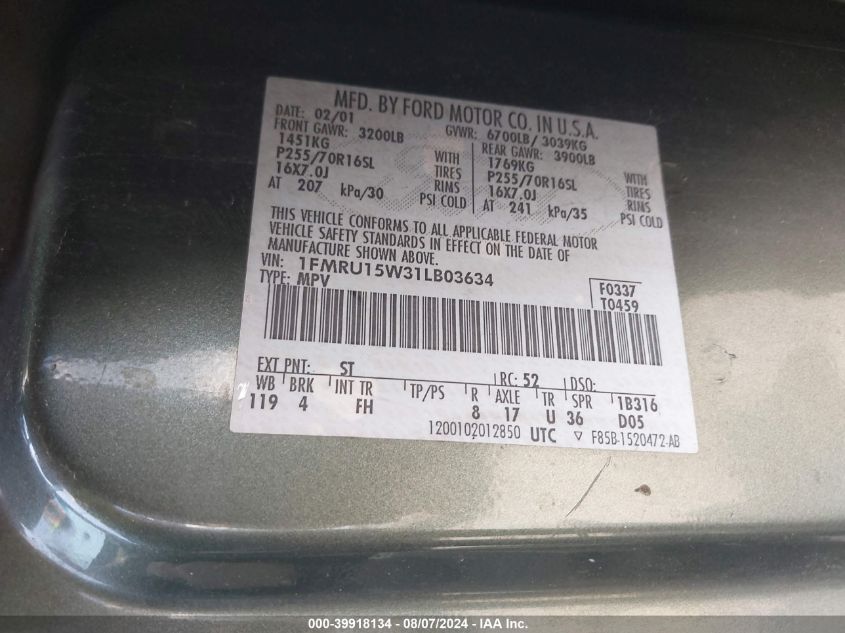 MFD. BY FORD MOTOR CO. IN U.S.A.
DATE: 02/01 GVWR: 6700LB/ 3039KG
FRONT GAWR: 3200LB REAR GAWR: 3900LB
1451KG WITH 1769KG WITH
P255/70R16SL TIRES P255/70R16SL TIRES
16X7.0J RIMS 16X7.0J RIMS
AT 207 kPa/30 PSI COLD AT 241 kPa/35 PSI COLD
THIS VEHICLE CONFORMS TO ALL APPLICABLE FEDERAL MOTOR
VEHICLE SAFETY STANDARDS IN EFFECT ON THE DATE OF
MANUFACTURE SHOWN ABOVE.
VIN: 1FMRU15W31LB03634
TYPE: MPV F0337
T0459
EXT PNT: ST RC: 52 DSO:
WB BRK INT TR TP/PS R AXLE TR SPR 1B316
119 4 FH 8 17 U 36 D05
1200102012850 UTC ▽ F85B-1520472-AB
000-39918134 - 08/07/2024 - IAA Inc.